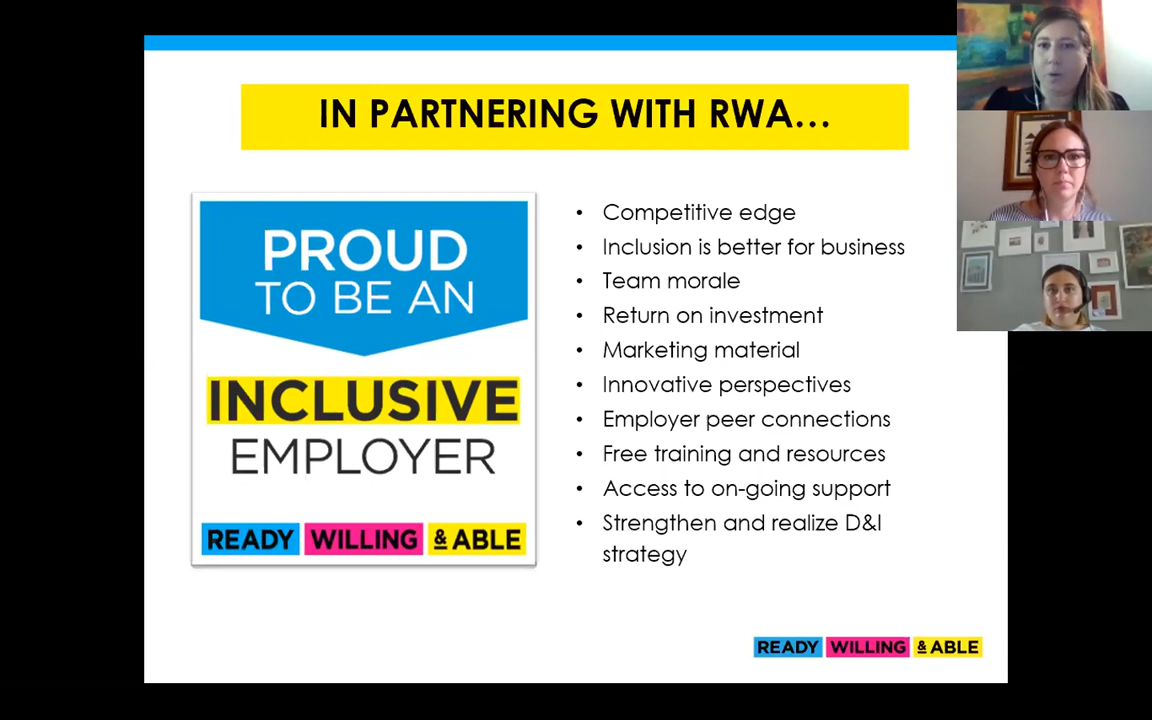 IN PARTNERING WITH RWA...
PROUD
TO BE AN
INCLUSIVE
EMPLOYER
READY WILLING & ABLE
• Competitive edge
• Inclusion is better for business
• Team morale
• Return on investment
• Marketing material
• Innovative perspectives
• Employer peer connections
• Free training and resources
• Access to on-going support
• Strengthen and realize D&I
strategy
READY WILLING & ABLE